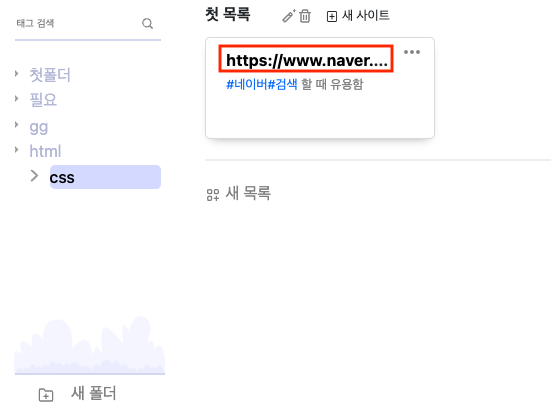 태그 검색
첫폴더
필요
gg
html
css
새 폴더
첫 목록
새 사이트
https://www.naver....
#네이버#검색 할 때 유용함
새 목록